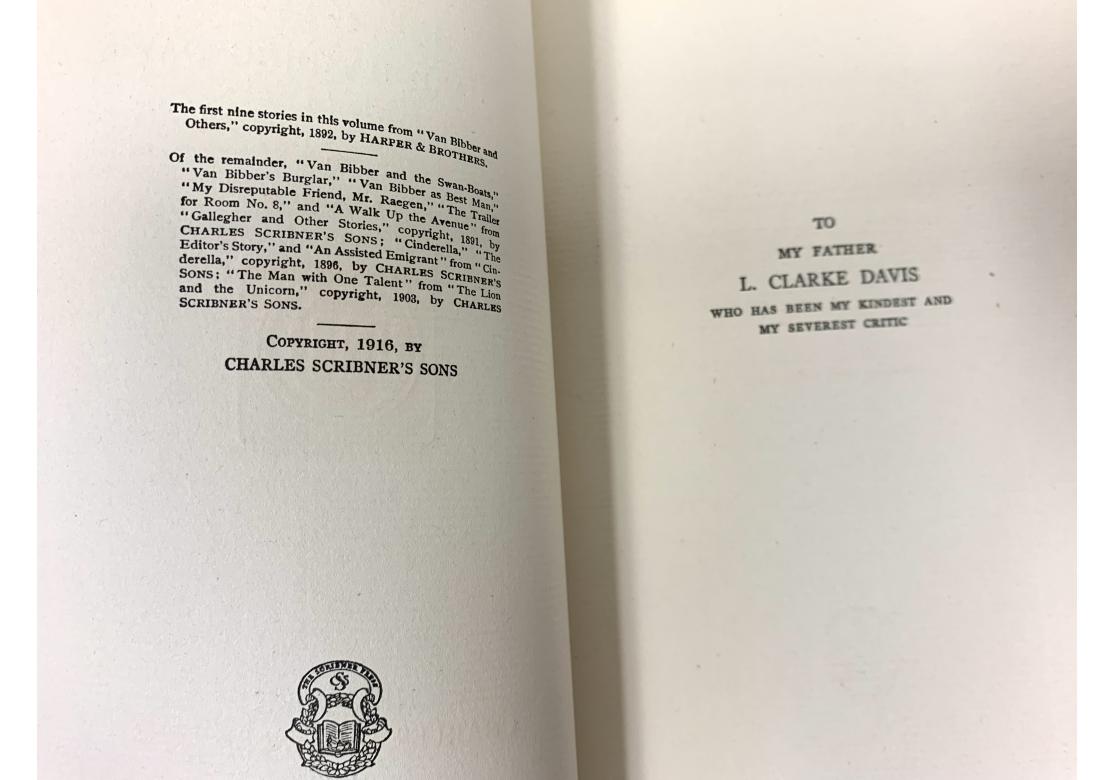 The first nine stories in this volume from "Van Bibber and
Others," copyright, 1892, by HARPER & BROTHERS.
Of the remainder, "Van Bibber and the Swan-Boats,"
"Van Bibber's Burglar," "Van Bibber as Best Man,"
"My Disreputable Friend, Mr. Raegen," "The Trailer
for Room No. 8," and "A Walk Up the Avenue" from
"Gallegher and Other Stories," copyright, 1891, by
CHARLES SCRIBNER'S SONS; "Cinderella," "The
Editor's Story," and "An Assisted Emigrant" from "Cin-
derella," copyright, 1896, by CHARLES SCRIBNER'S
SONS; "The Man with One Talent" from "The Lion
and the Unicorn," copyright, 1903, by CHARLES
SCRIBNER'S SONS.
COPYRIGHT, 1916, BY
CHARLES SCRIBNER'S SONS
THE SCRIBNER PRESS
CSS
TO
MY FATHER
L. CLARKE DAVIS
WHO HAS BEEN MY KINDEST AND
MY SEVEREST CRITIC